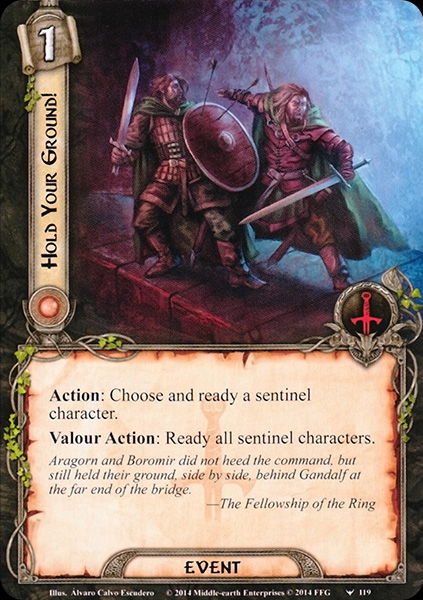 1
Hold Your Ground!
Action: Choose and ready a sentinel
character.
Valour Action: Ready all sentinel characters.
Aragorn and Boromir did not heed the command, but
still held their ground, side by side, behind Gandalf at
the far end of the bridge.
—The Fellowship of the Ring
EVENT
Illus. Álvaro Calvo Escudero © 2014 Middle-earth Enterprises © 2014 FFG 119